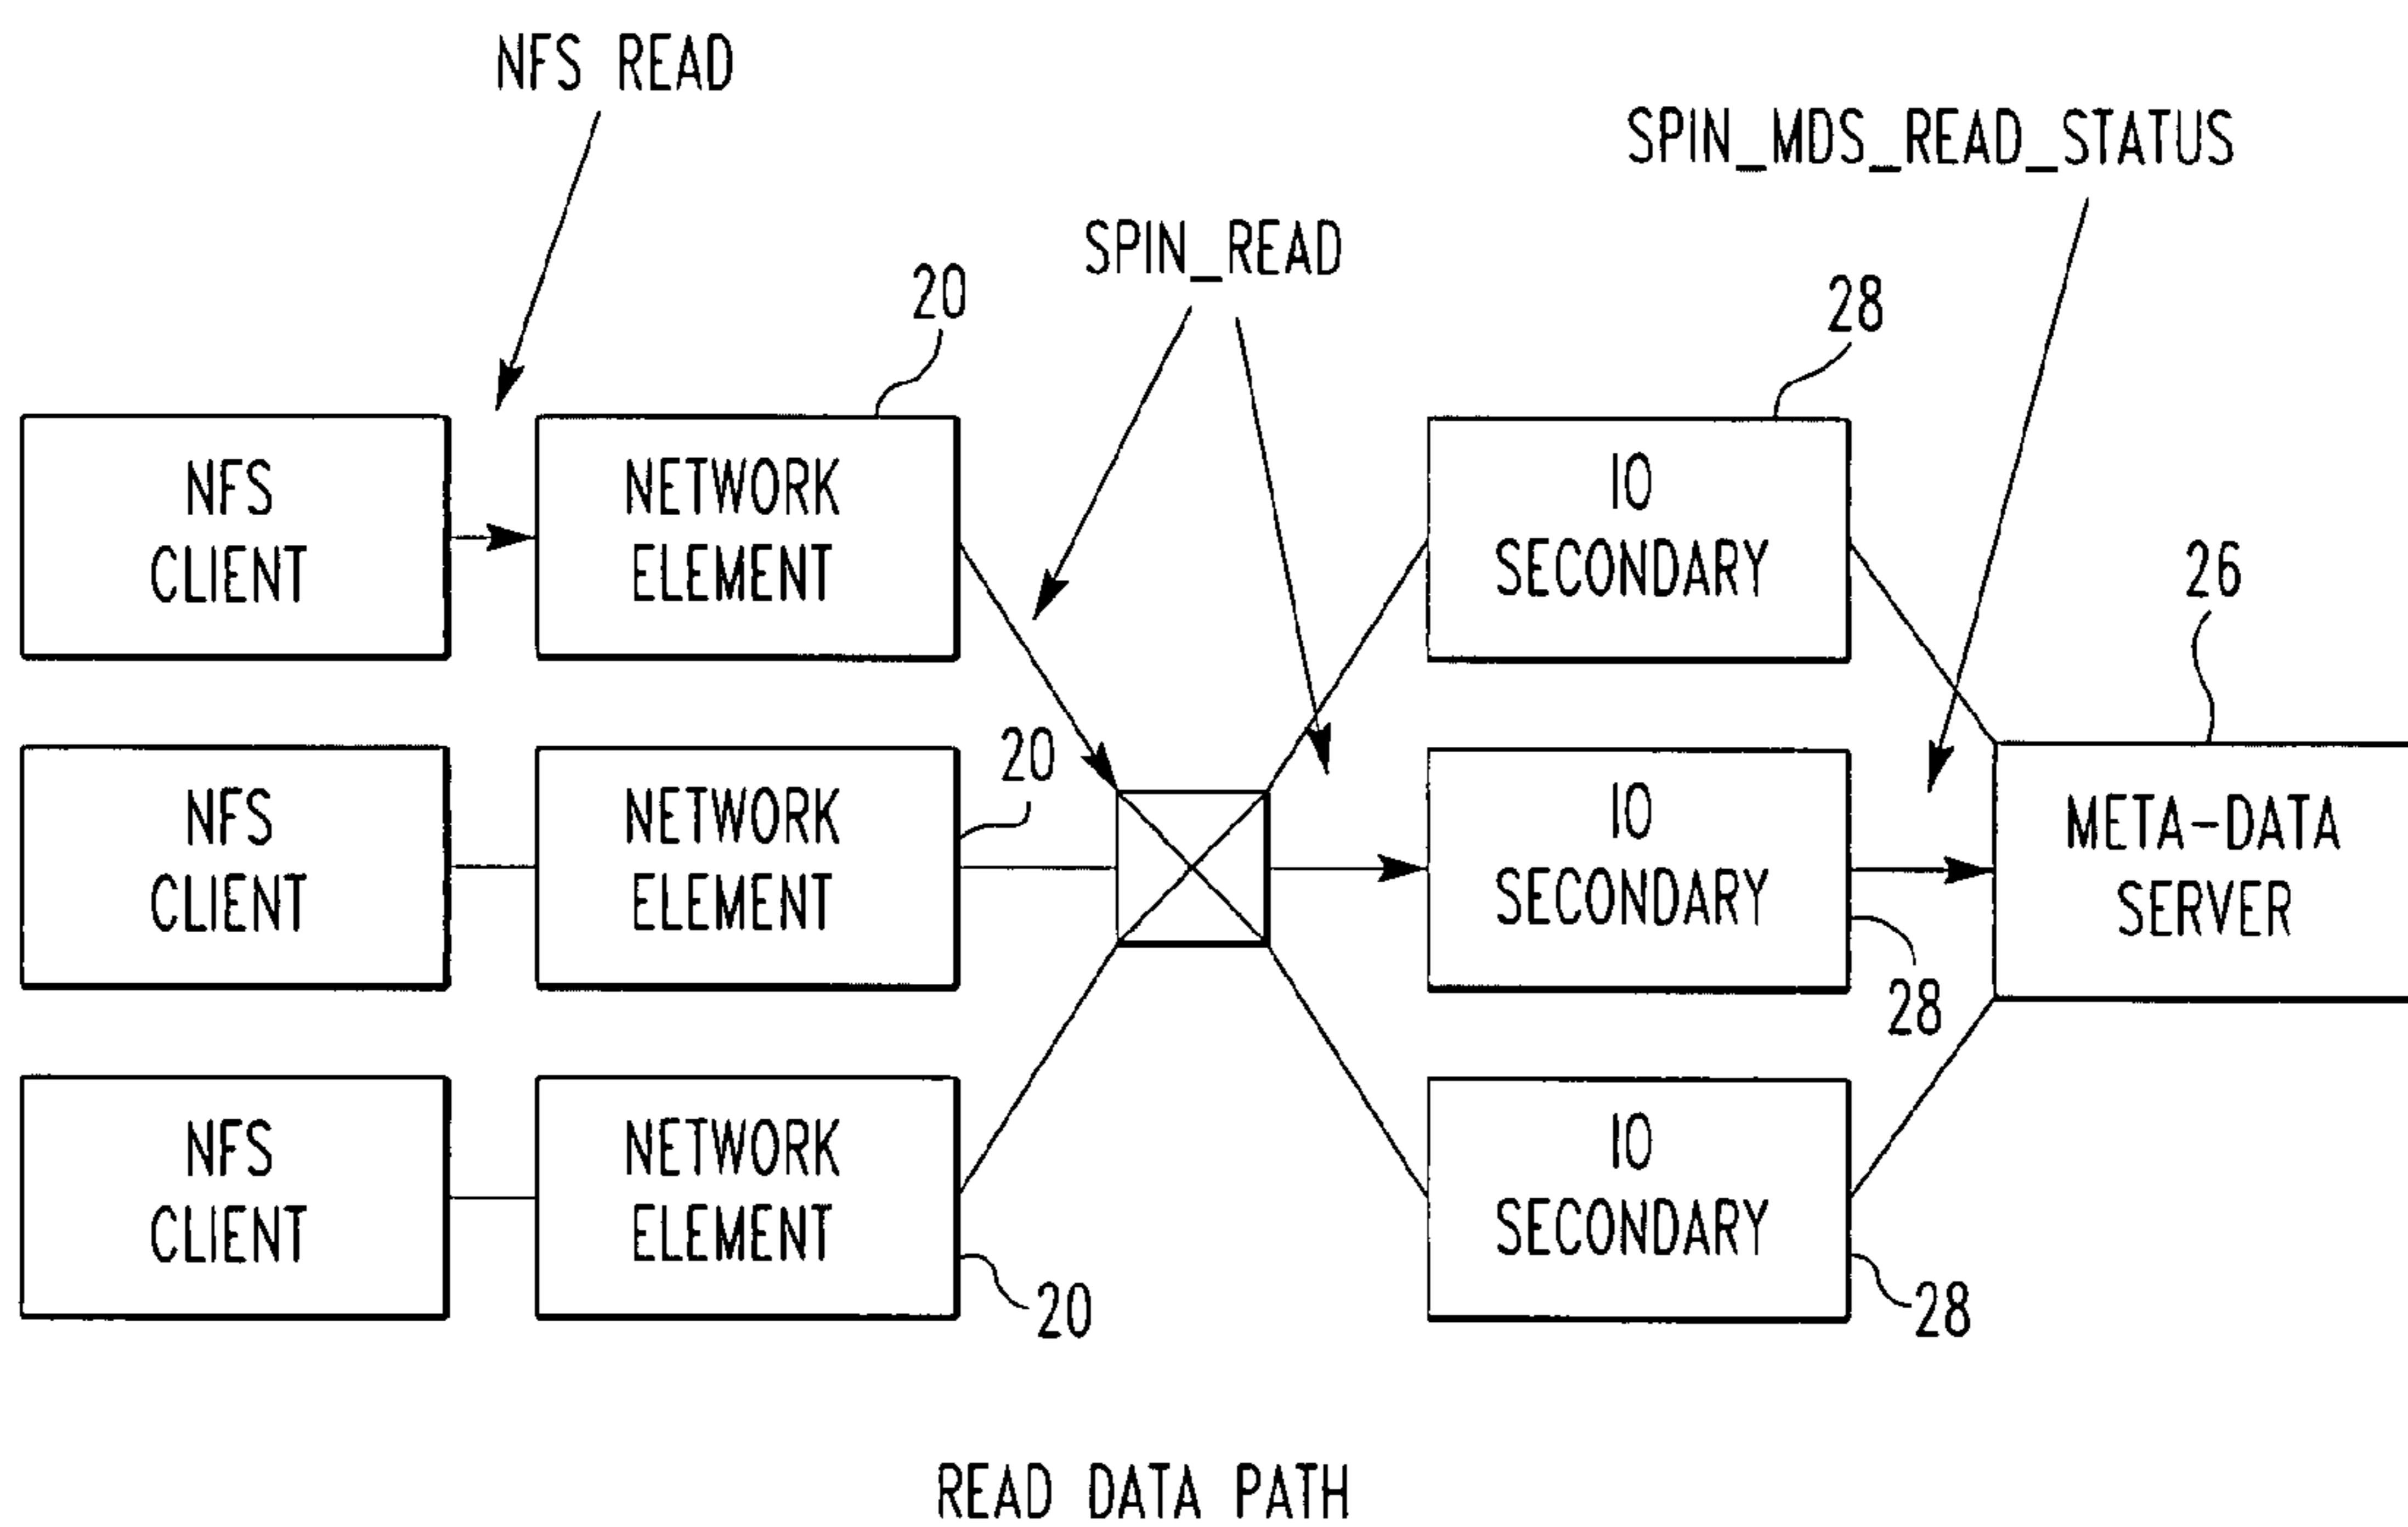 NFS READ
SPIN_MDS_READ_STATUS
SPIN_READ
20
28
NFS
CLIENT
NETWORK
ELEMENT
IO
SECONDARY
26
20
NFS
CLIENT
NETWORK
ELEMENT
IO
SECONDARY
META-DATA
SERVER
28
NFS
CLIENT
NETWORK
ELEMENT
IO
SECONDARY
20
28
READ DATA PATH